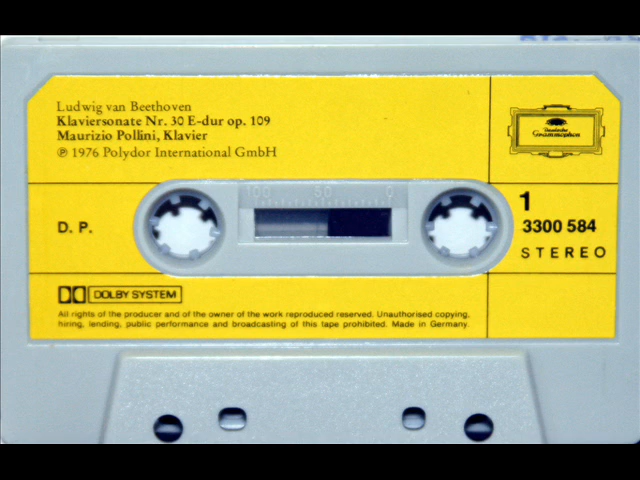 Ludwig van Beethoven
Klaviersonate Nr. 30 E-dur op. 109
Maurizio Pollini, Klavier
℗ 1976 Polydor International GmbH
Deutsche
Grammophon
100 50 0
D. P.
1
3300 584
STEREO
DOLBY SYSTEM
All rights of the producer and of the owner of the work reproduced reserved. Unauthorised copying,
hiring, lending, public performance and broadcasting of this tape prohibited. Made in Germany.